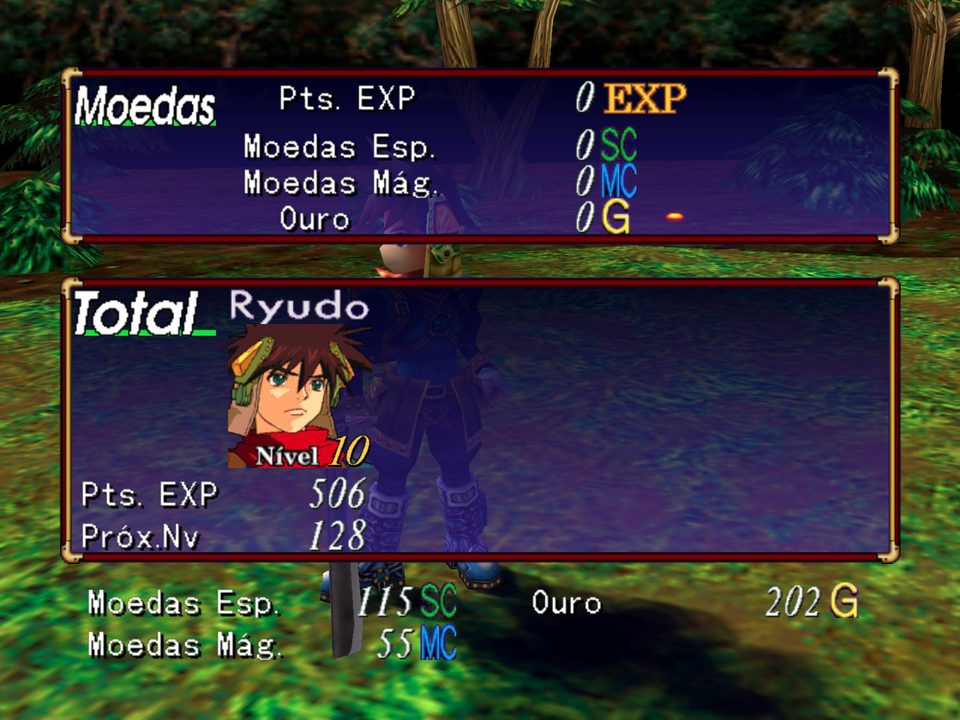 Moedas Pts. EXP 0 EXP
Moedas Esp. 0 SC
Moedas Mág. 0 MC
Ouro 0 G
Total Ryudo
Nível 10
Pts. EXP 506
Próx.Nv 128
Moedas Esp. 115 SC Ouro 202 G
Moedas Mág. 55 MC